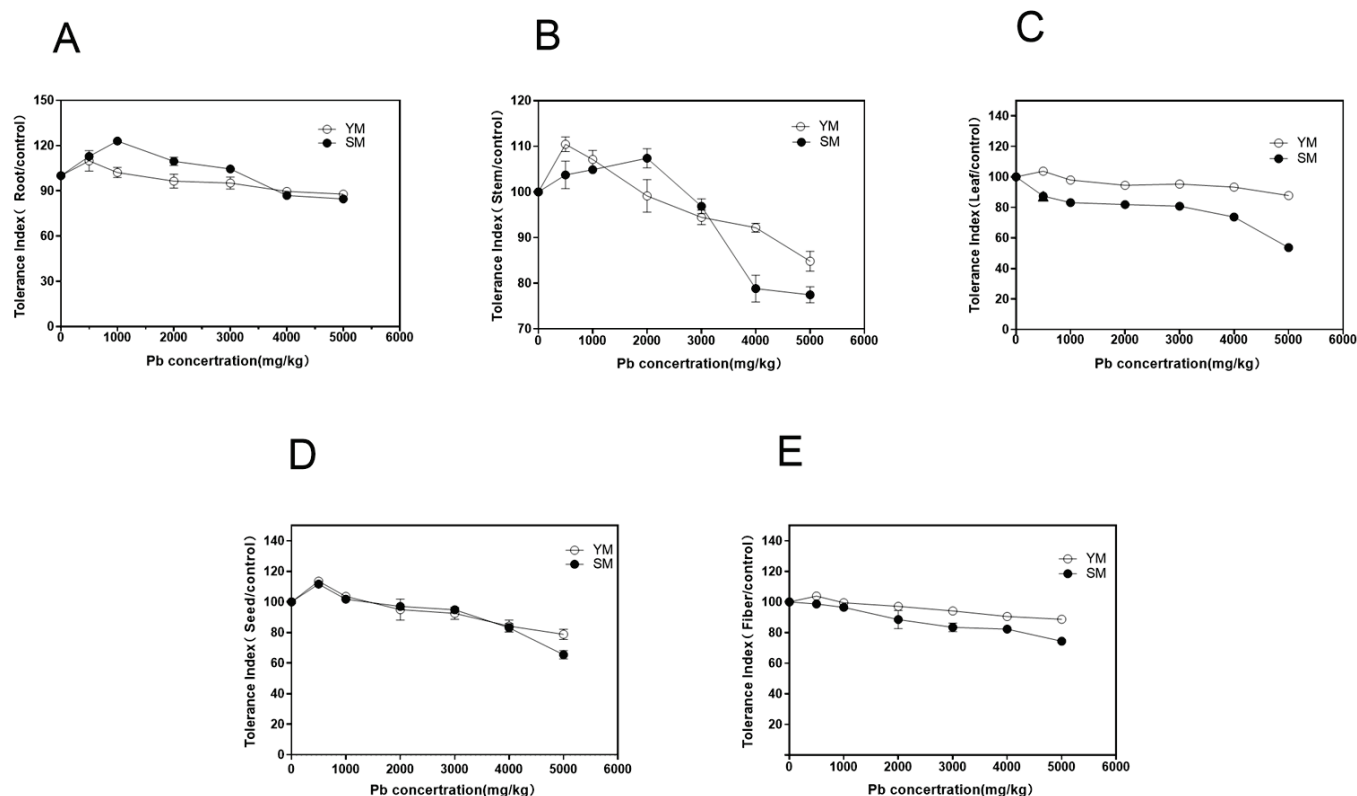 A
B
C
150
120
90
60
30
0
Tolerance Index( Root/control)
YM
SM
0 1000 2000 3000 4000 5000 6000
Pb concertration(mg/kg)
120
110
100
90
80
70
Tolerance Index( Stem/control)
YM
SM
0 1000 2000 3000 4000 5000 6000
Pb concertration(mg/kg)
140
120
100
80
60
40
20
0
Tolerance Index(Leaf/control)
YM
SM
0 1000 2000 3000 4000 5000 6000
Pb concertration(mg/kg)
D
E
140
120
100
80
60
40
20
0
Tolerance Index( Seed/control)
YM
SM
0 1000 2000 3000 4000 5000 6000
Pb concertration(mg/kg)
140
120
100
80
60
40
20
0
Tolerance Index( Fiber/control)
YM
SM
0 1000 2000 3000 4000 5000 6000
Pb concertration(mg/kg)